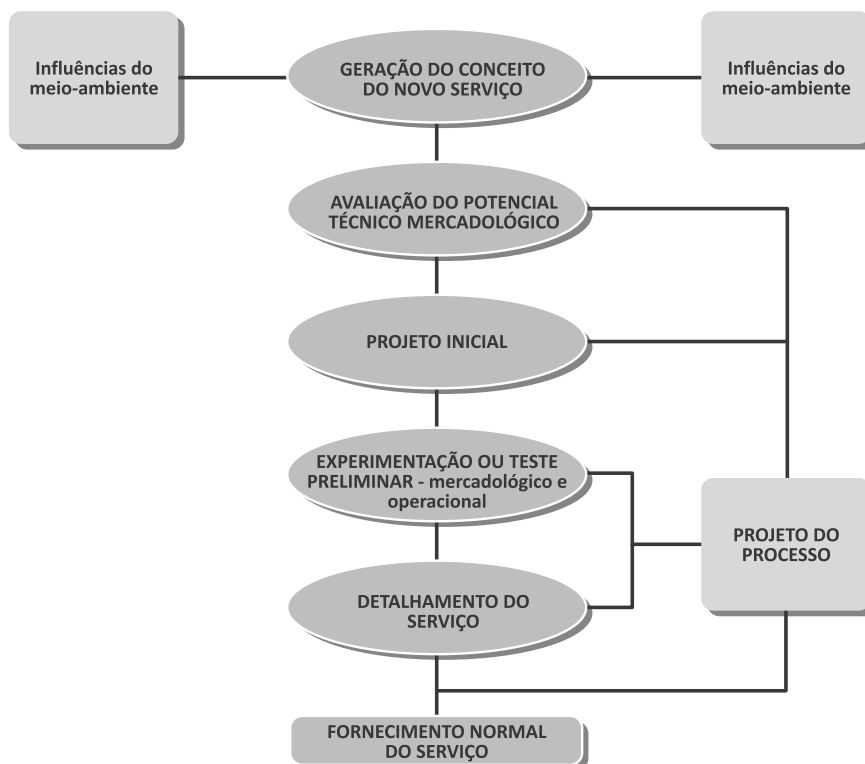 Influências do
meio-ambiente
GERAÇÃO DO CONCEITO
DO NOVO SERVIÇO
Influências do
meio-ambiente
AVALIAÇÃO DO POTENCIAL
TÉCNICO MERCADOLÓGICO
PROJETO INICIAL
EXPERIMENTAÇÃO OU TESTE
PRELIMINAR - mercadológico e
operacional
PROJETO DO
PROCESSO
DETALHAMENTO DO
SERVIÇO
FORNECIMENTO NORMAL
DO SERVIÇO